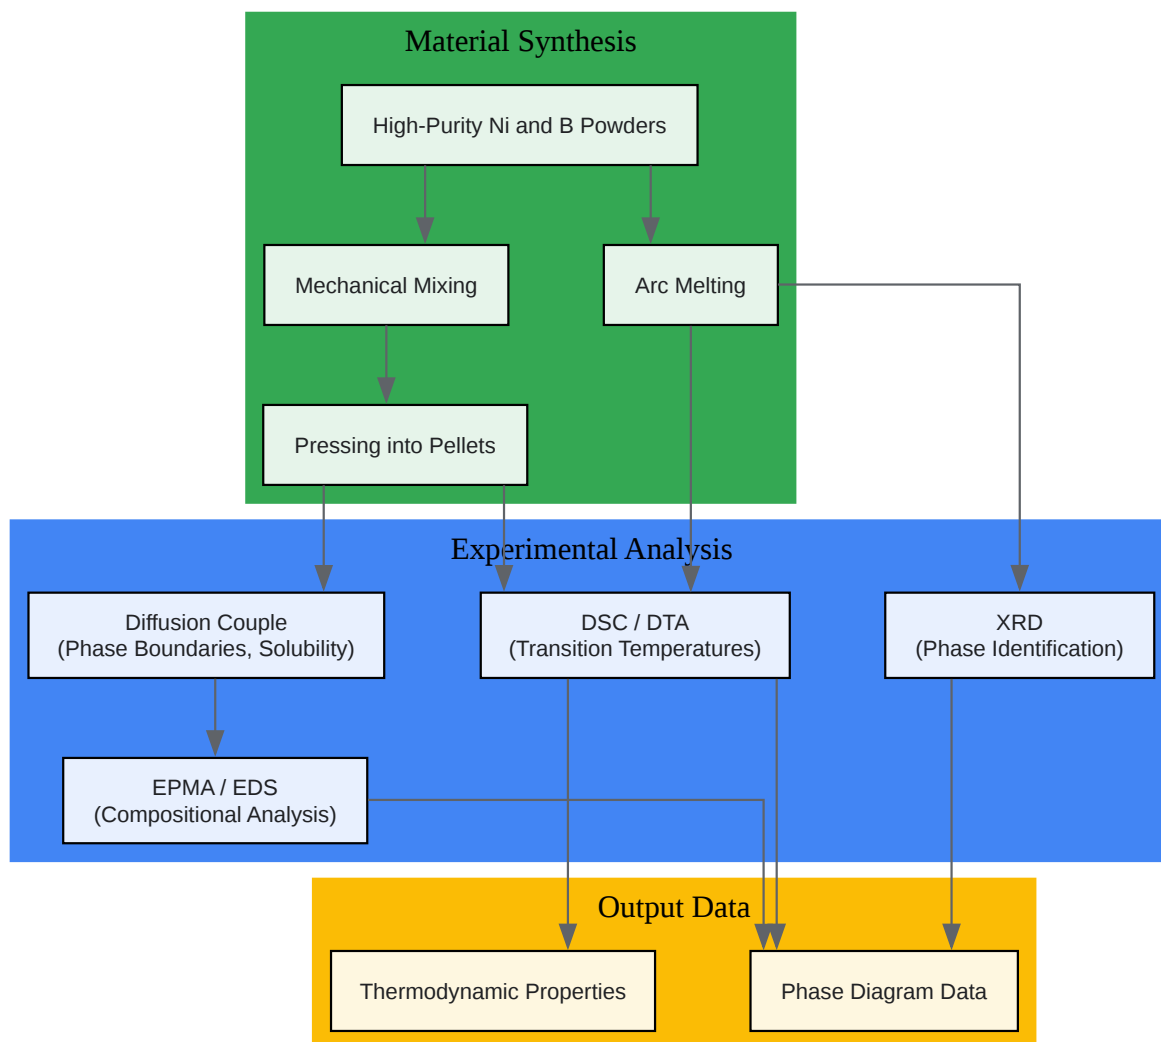 Material Synthesis
High-Purity Ni and B Powders
Mechanical Mixing
Arc Melting
Pressing into Pellets
Experimental Analysis
Diffusion Couple
(Phase Boundaries, Solubility)
DSC / DTA
(Transition Temperatures)
XRD
(Phase Identification)
EPMA / EDS
(Compositional Analysis)
Output Data
Thermodynamic Properties
Phase Diagram Data